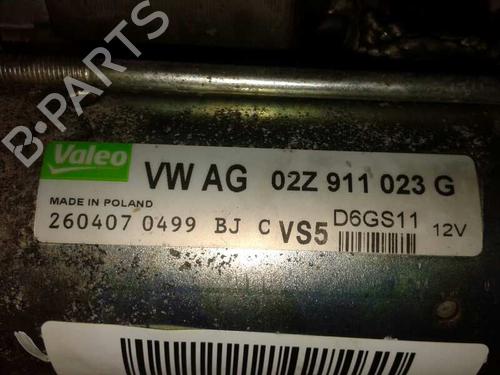 B-PARTS
Valeo
VW AG 02Z 911 023 G
MADE IN POLAND
260407 0499 BJ C VS5 D6GS11 12V